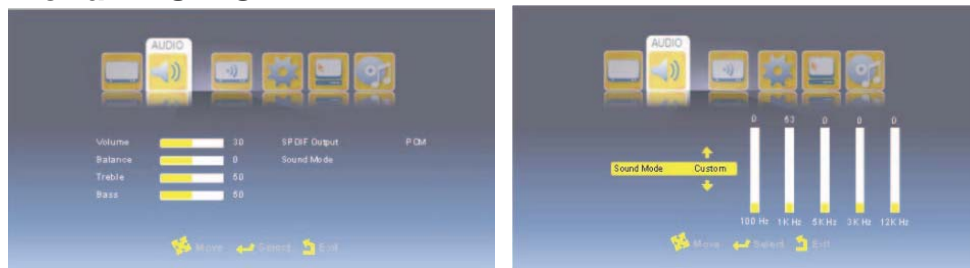 AUDIO
Volume 30 SPDIF Output PCM
Balance 0 Sound Mode
Treble 50
Bass 50
Move Select Exit
AUDIO
0 53 0 0 0
Sound Mode Custom
100 Hz 1K Hz 5K Hz 3K Hz 12K Hz
Move Select Exit